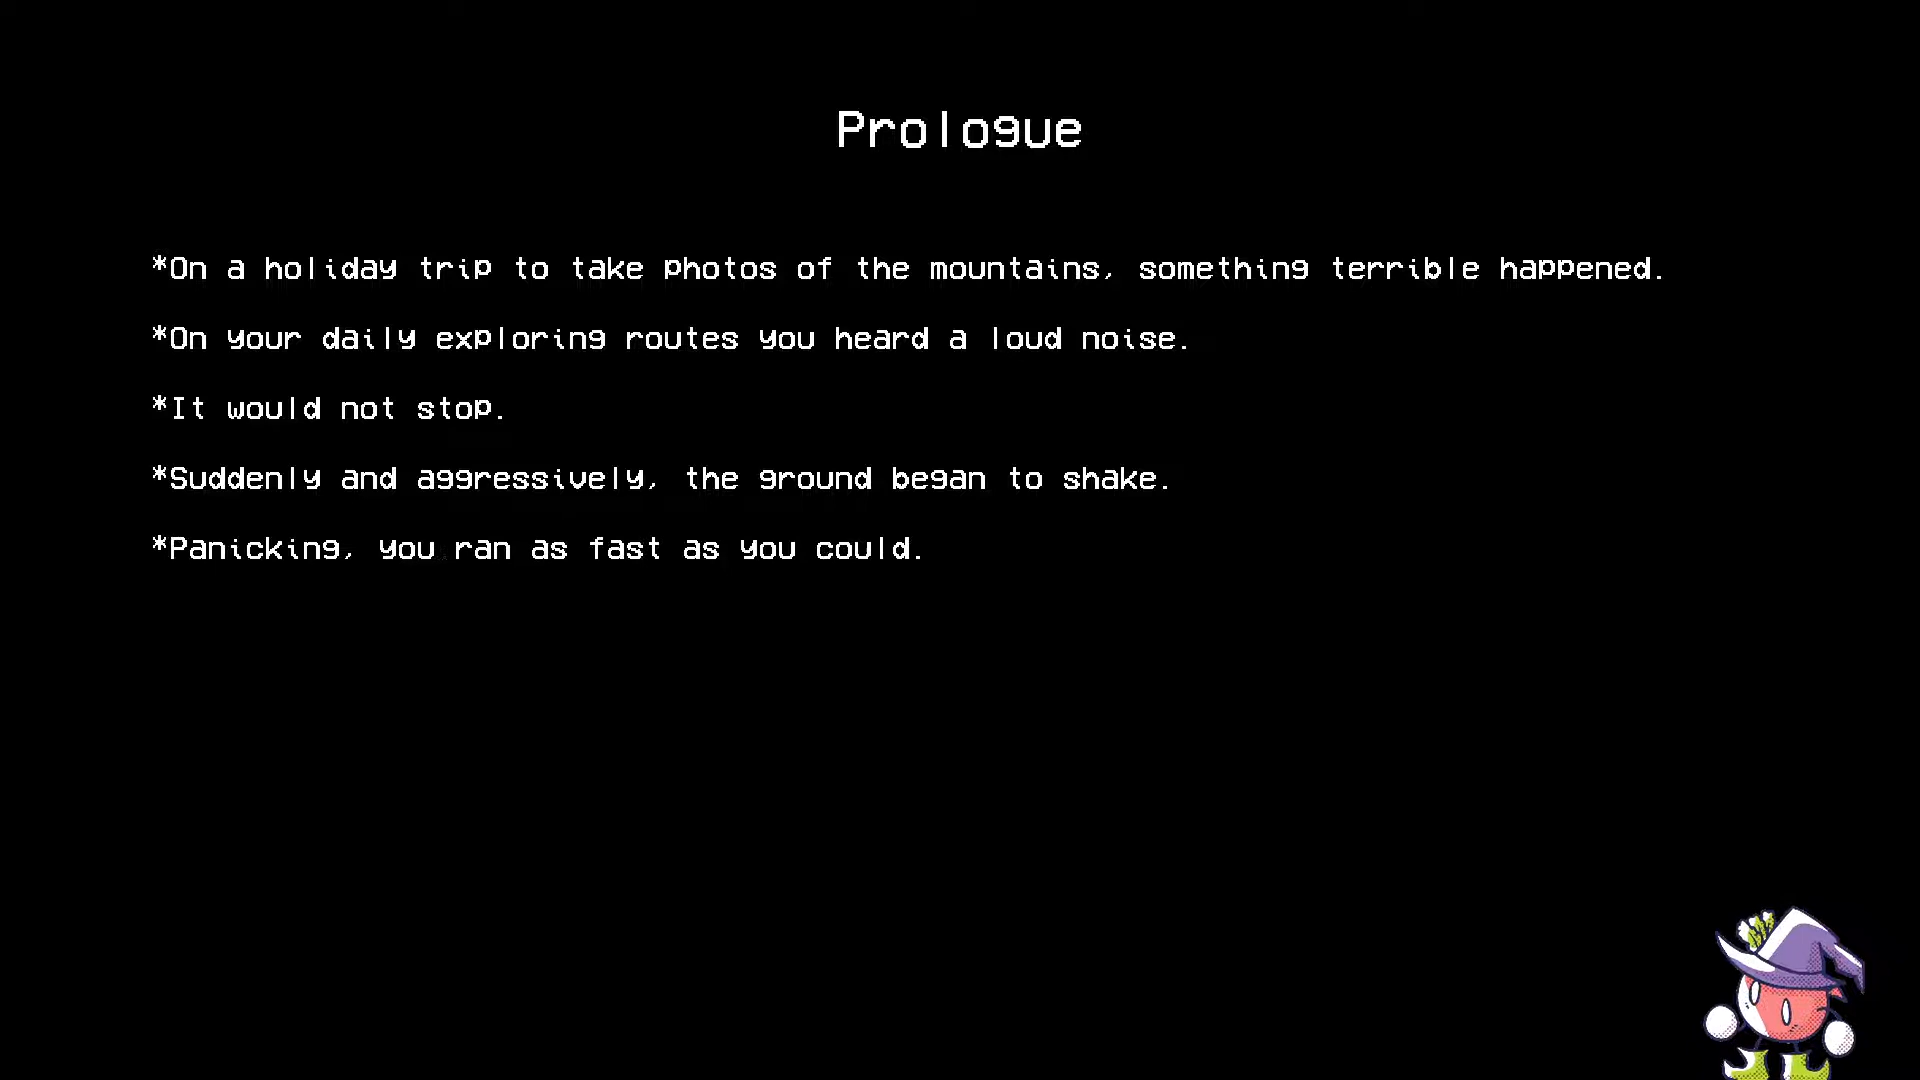 Prologue
*On a holiday trip to take photos of the mountains, something terrible happened.
*On your daily exploring routes you heard a loud noise.
*It would not stop.
*Suddenly and aggressively, the ground began to shake.
*Panicking, you ran as fast as you could.